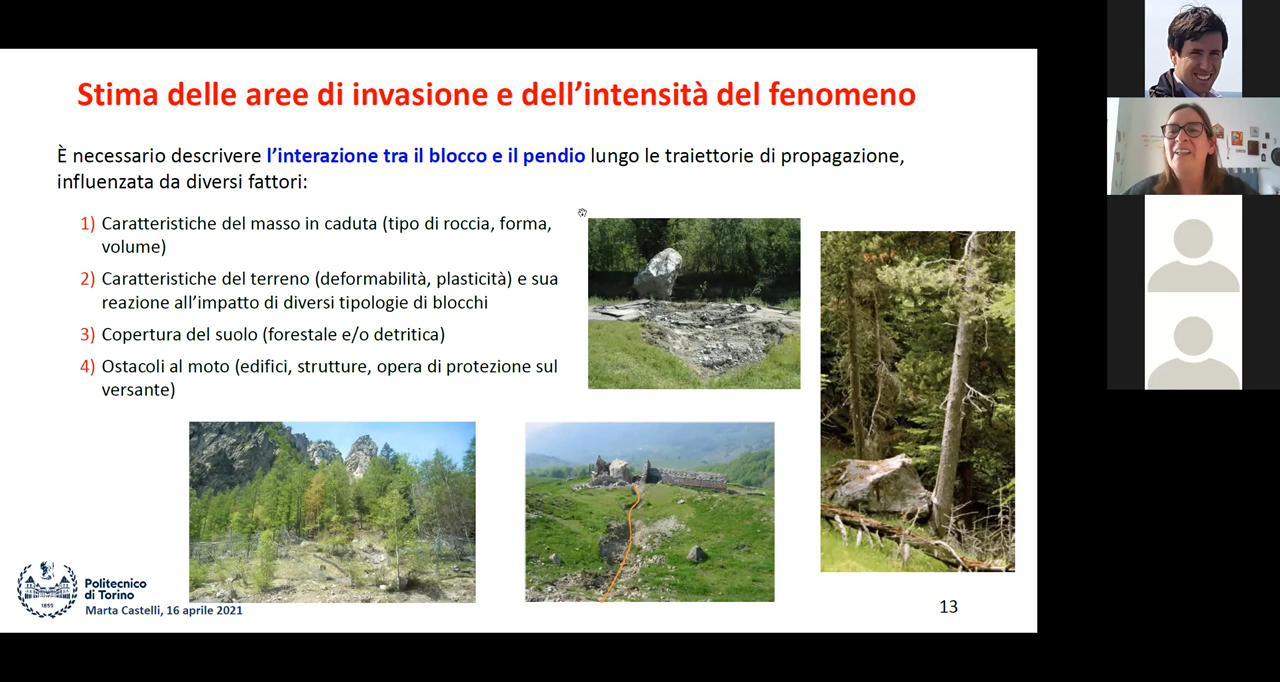 Stima delle aree di invasione e dell’intensità del fenomeno
È necessario descrivere l’interazione tra il blocco e il pendio lungo le traiettorie di propagazione,
influenzata da diversi fattori:
1) Caratteristiche del masso in caduta (tipo di roccia, forma,
volume)
2) Caratteristiche del terreno (deformabilità, plasticità) e sua
reazione all’impatto di diversi tipologie di blocchi
3) Copertura del suolo (forestale e/o detritica)
4) Ostacoli al moto (edifici, strutture, opera di protezione sul
versante)
1859
Politecnico
di Torino
Marta Castelli, 16 aprile 2021
13